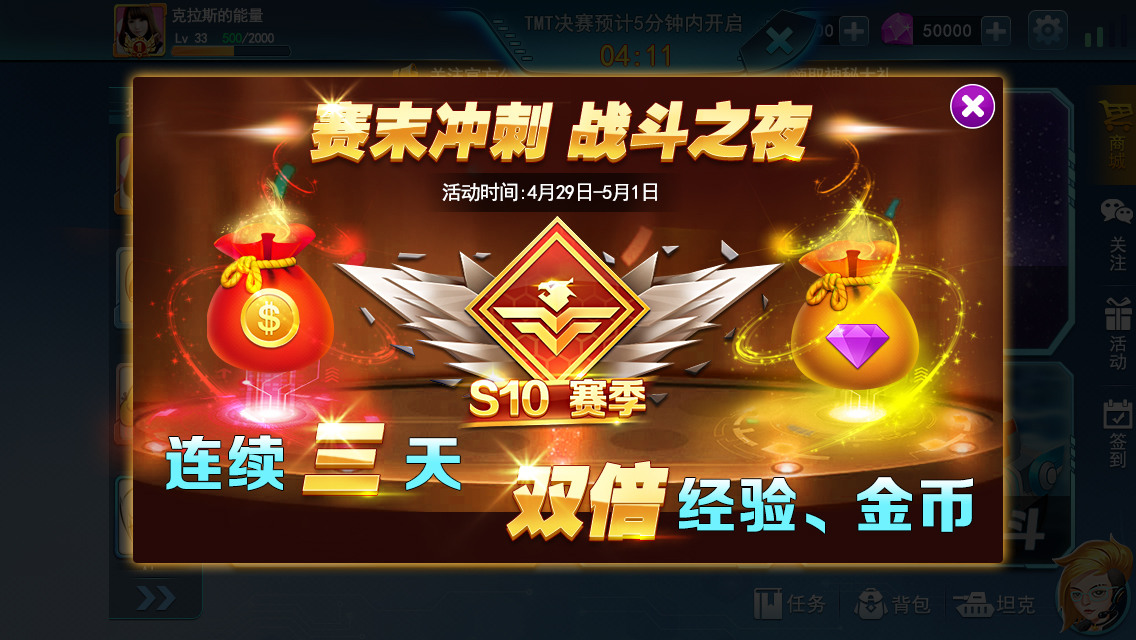 克拉斯的能量
Lv 33 500/2000
TMT决赛预计5分钟内开启
04:11
50000
赛末冲刺 战斗之夜
活动时间:4月29日-5月1日
S10 赛季
连续 三 天
双倍 经验、金币
商城
关注
活动
签到
斗
任务
背包
坦克